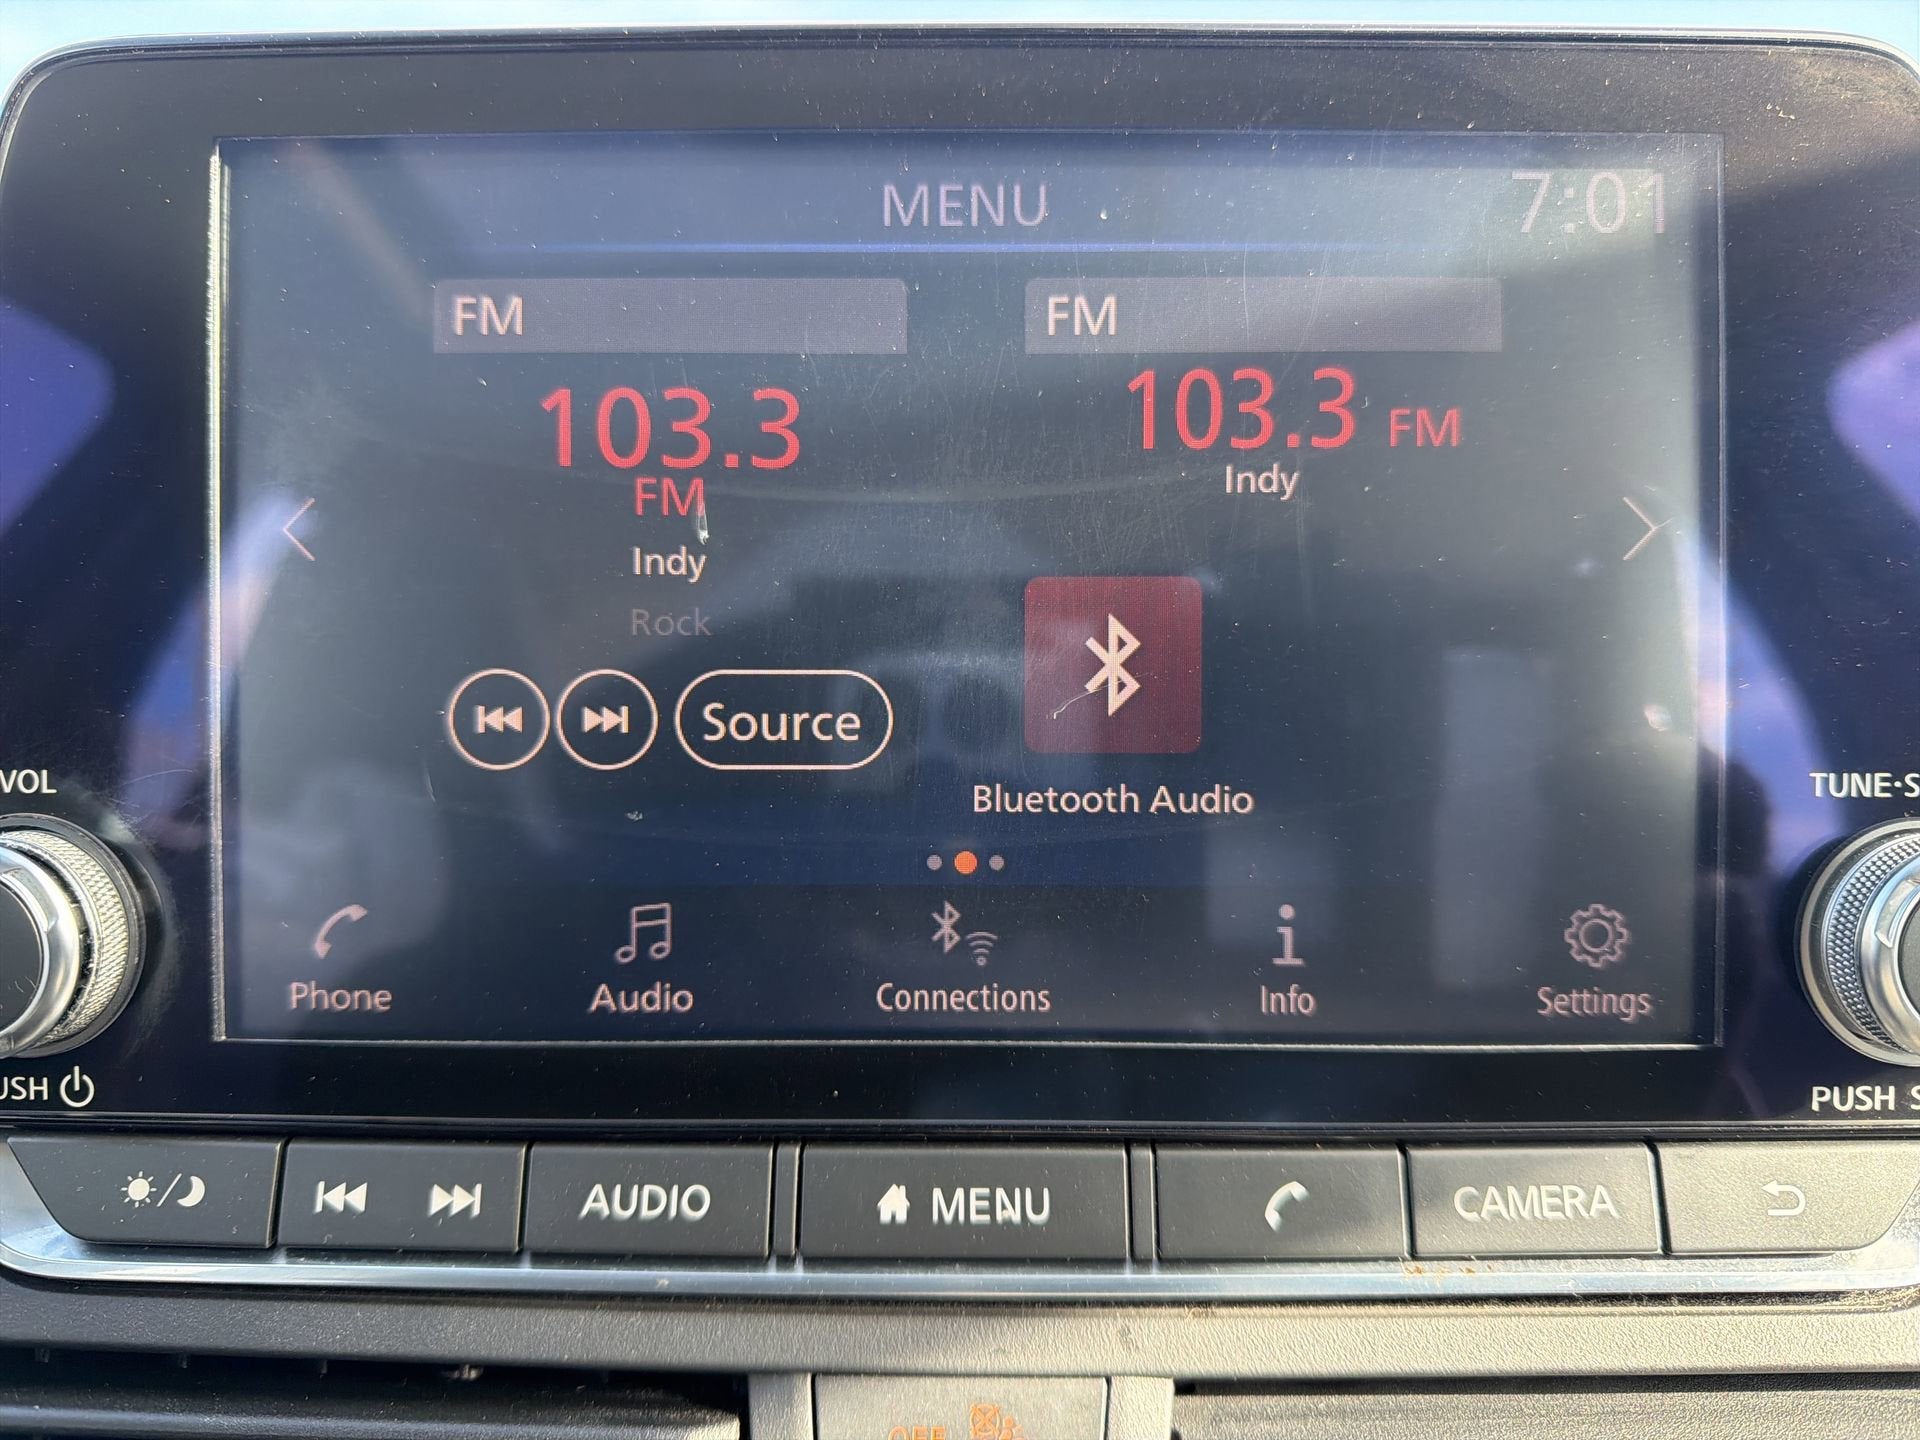 MENU
7:01
FM
103.3
FM
Indy
Rock
Source
FM
103.3 FM
Indy
Bluetooth Audio
Phone
Audio
Connections
Info
Settings
VOL
TUNE·S
USH
PUSH S
AUDIO
MENU
CAMERA
OFF